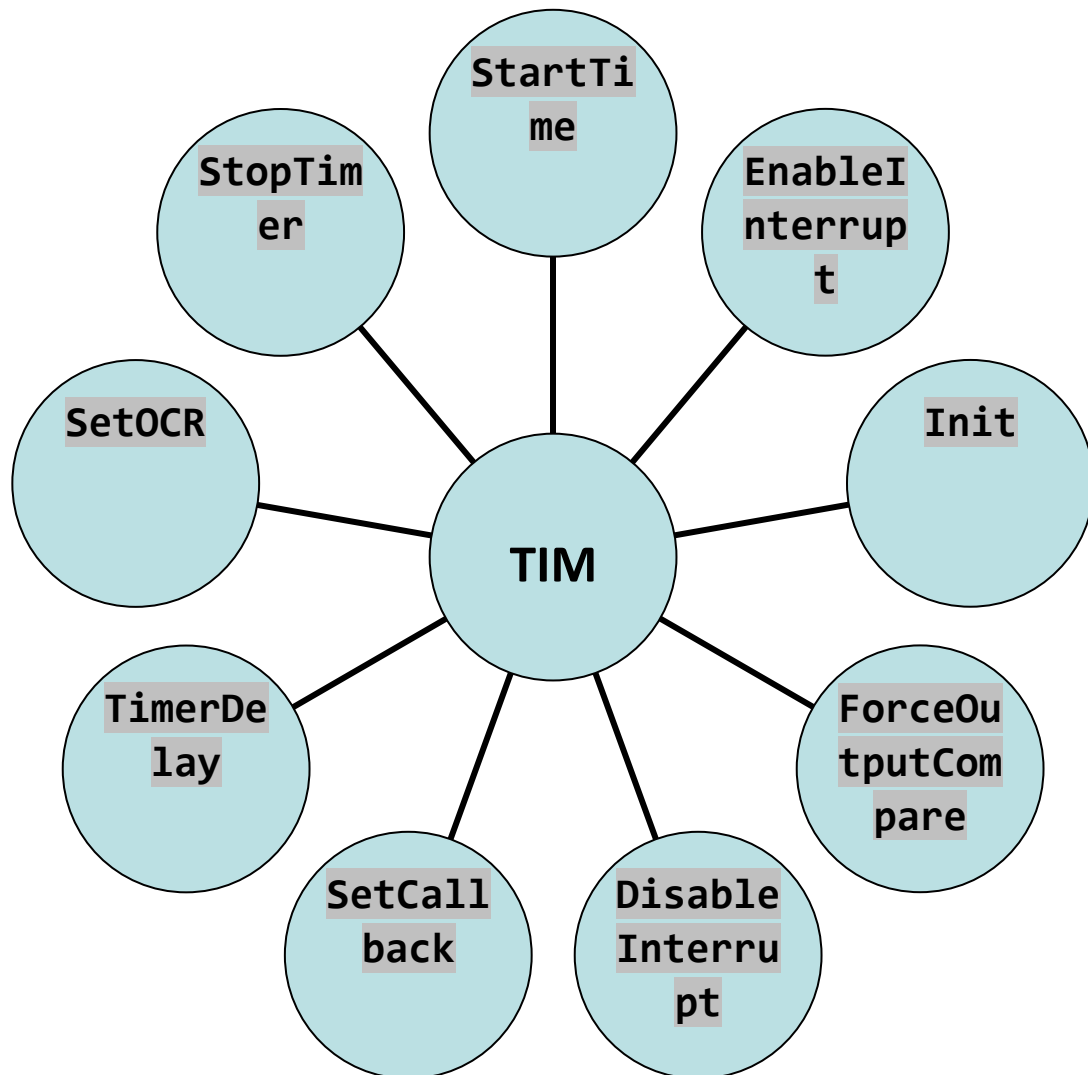 StartTi
me
StopTim
er
EnableI
nterrup
t
SetOCR
Init
TIM
TimerDe
lay
ForceOu
tputCom
pare
SetCall
back
Disable
Interru
pt